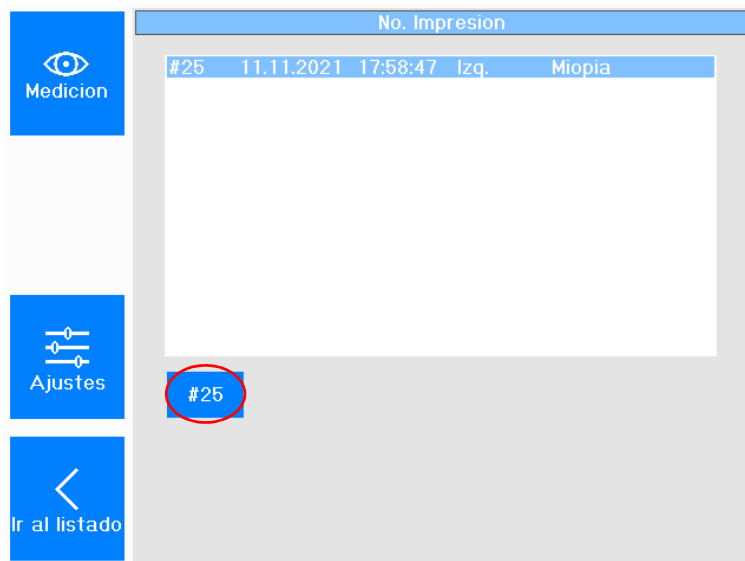 No. Impresion
Medicion
#25 11.11.2021 17:58:47 Izq. Miopia
Ajustes
#25
Ir al listado